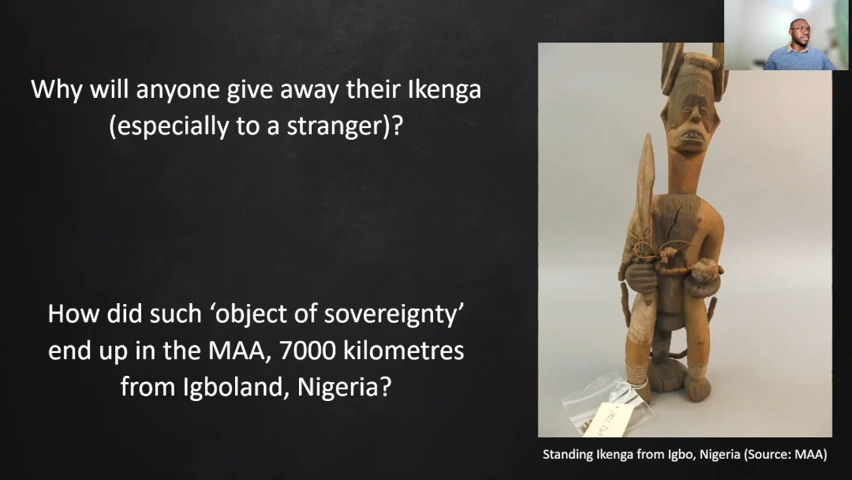 Why will anyone give away their Ikenga
(especially to a stranger)?
How did such ‘object of sovereignty’
end up in the MAA, 7000 kilometres
from Igboland, Nigeria?
Standing Ikenga from Igbo, Nigeria (Source: MAA)